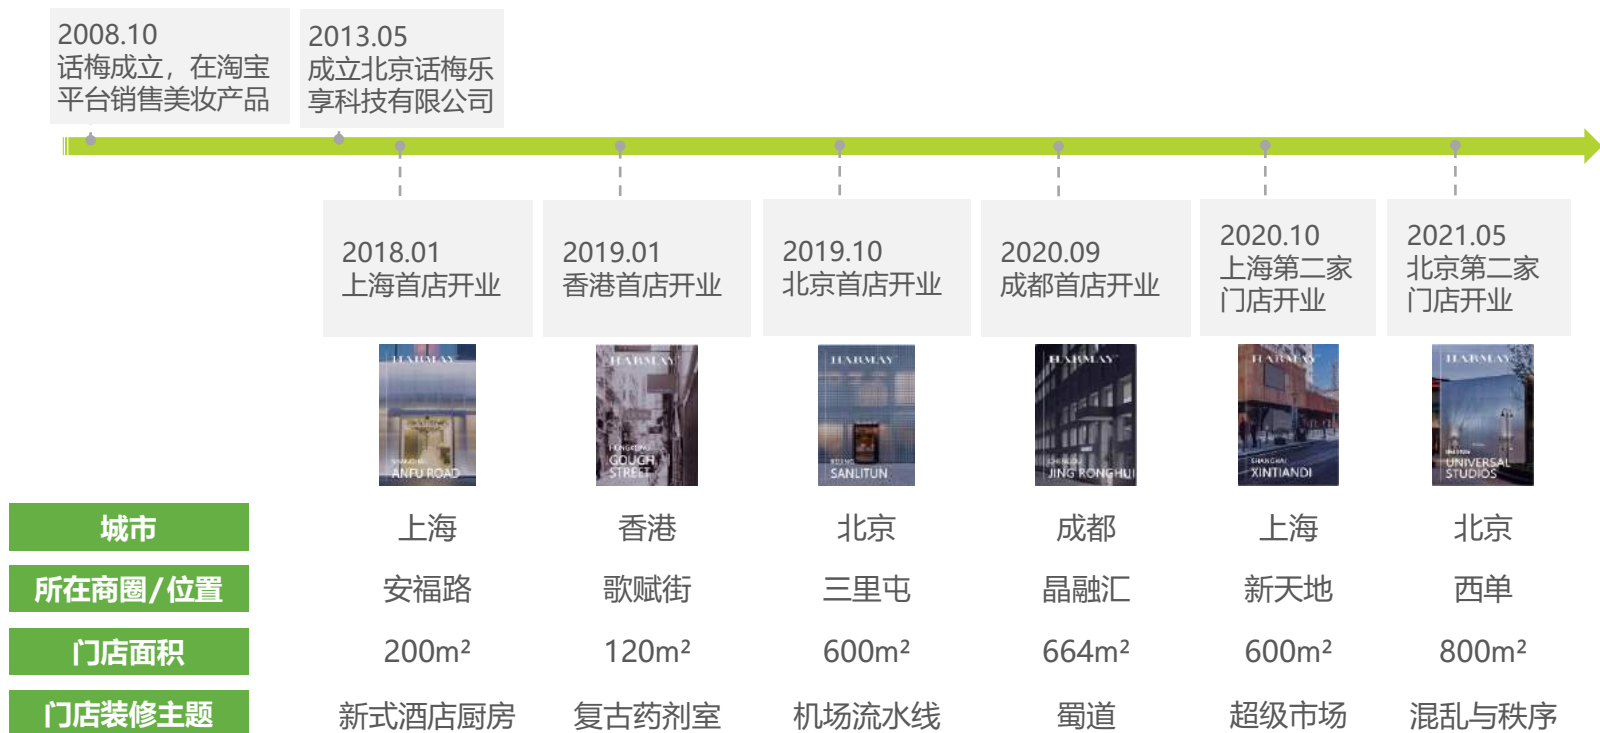 2008.10
话梅成立，在淘宝
平台销售美妆产品
2013.05
成立北京话梅乐
享科技有限公司
2018.01
上海首店开业
2019.01
香港首店开业
2019.10
北京首店开业
2020.09
成都首店开业
2020.10
上海第二家
门店开业
2021.05
北京第二家
门店开业
HARMAY
SHANGHAI
ANFU ROAD
HARMAY
HONGKONG
GOUGH
STREET
HARMAY
BEIJING
SANLITUN
HARMAY
CHENGDU
JING RONGHUI
HARMAY
SHANGHAI
XINTIANDI
HARMAY
UNIVERSAL
STUDIOS
城市 上海 香港 北京 成都 上海 北京
所在商圈/位置 安福路 歌赋街 三里屯 晶融汇 新天地 西单
门店面积 200m² 120m² 600m² 664m² 600m² 800m²
门店装修主题 新式酒店厨房 复古药剂室 机场流水线 蜀道 超级市场 混乱与秩序